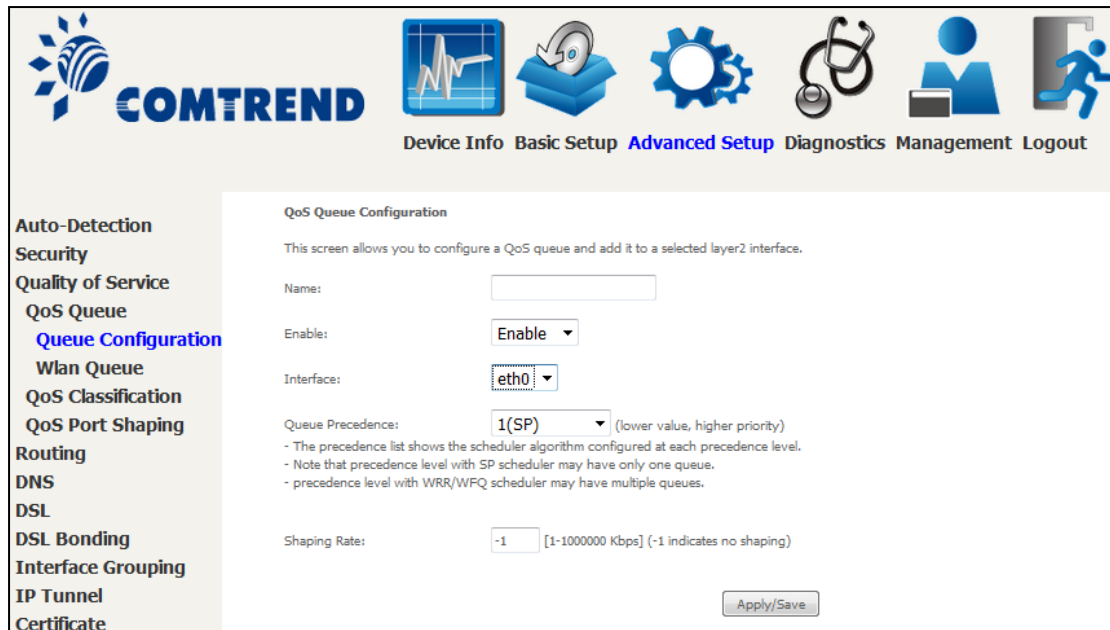 COMTREND
Device Info Basic Setup Advanced Setup Diagnostics Management Logout
Auto-Detection
Security
Quality of Service
QoS Queue
Queue Configuration
Wlan Queue
QoS Classification
QoS Port Shaping
Routing
DNS
DSL
DSL Bonding
Interface Grouping
IP Tunnel
Certificate
QoS Queue Configuration
This screen allows you to configure a QoS queue and add it to a selected layer2 interface.
Name:
Enable: Enable
Interface: eth0
Queue Precedence: 1(SP) (lower value, higher priority)
- The precedence list shows the scheduler algorithm configured at each precedence level.
- Note that precedence level with SP scheduler may have only one queue.
- precedence level with WRR/WFQ scheduler may have multiple queues.
Shaping Rate: -1 [1-1000000 Kbps] (-1 indicates no shaping)
Apply/Save